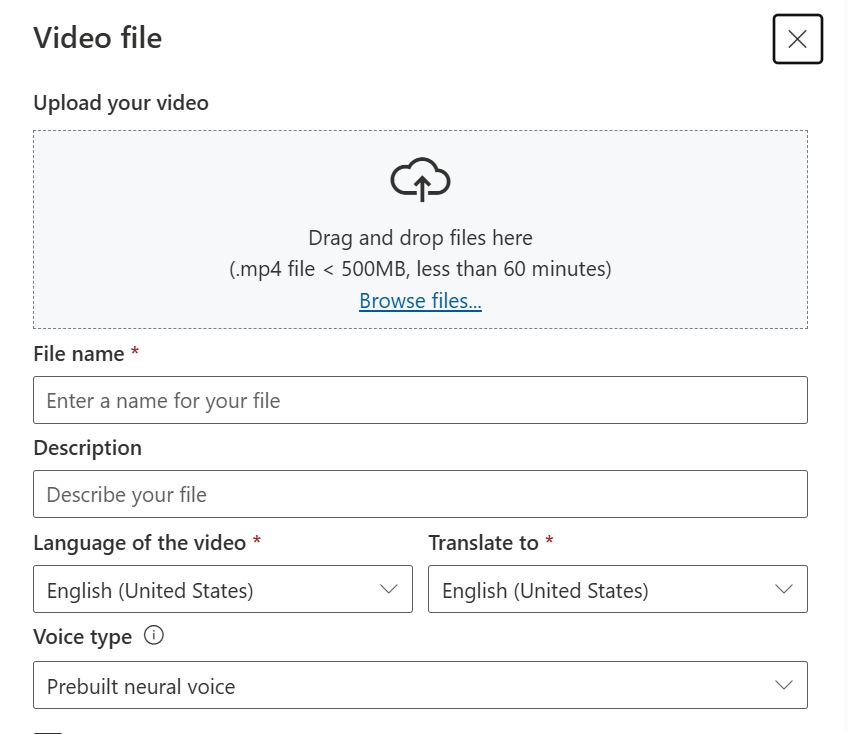 Video file
Upload your video
Drag and drop files here
(.mp4 file < 500MB, less than 60 minutes)
Browse files...
File name *
Enter a name for your file
Description
Describe your file
Language of the video *
Translate to *
English (United States)
English (United States)
Voice type
Prebuilt neural voice